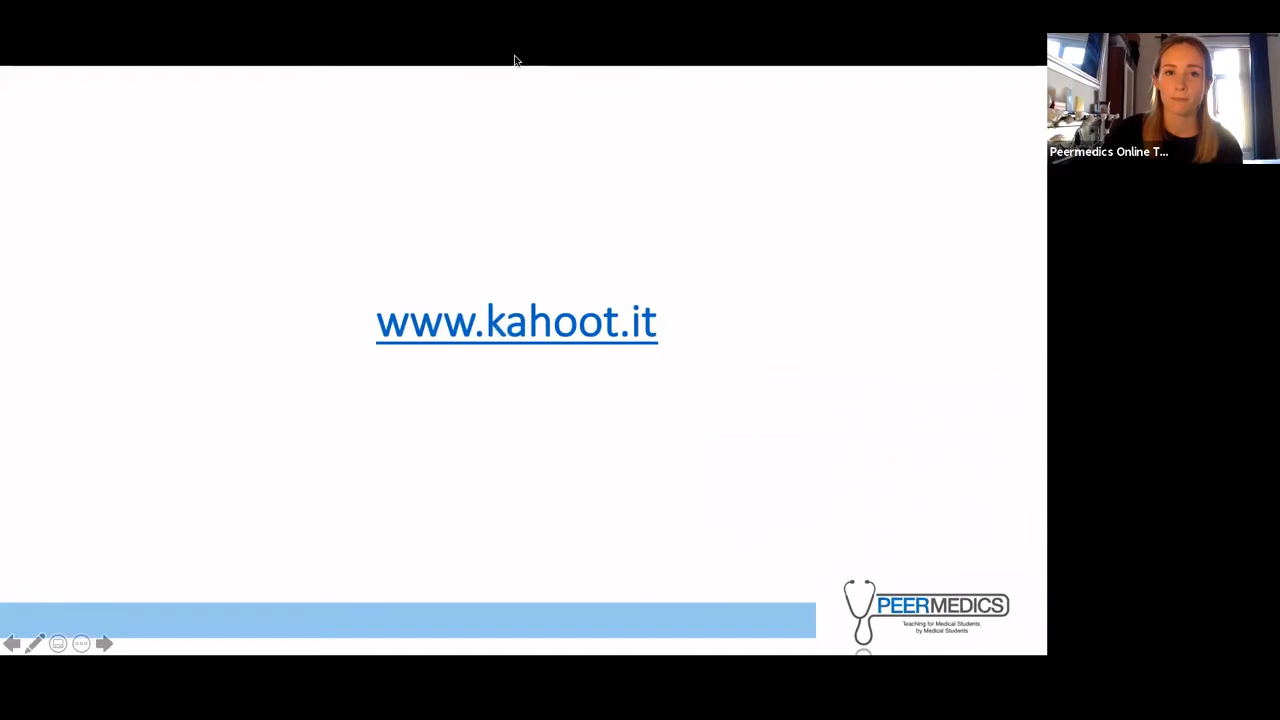 www.kahoot.it
Peermedics Online T...
PEERMEDICS
Teaching for Medical Students,
by Medical Students